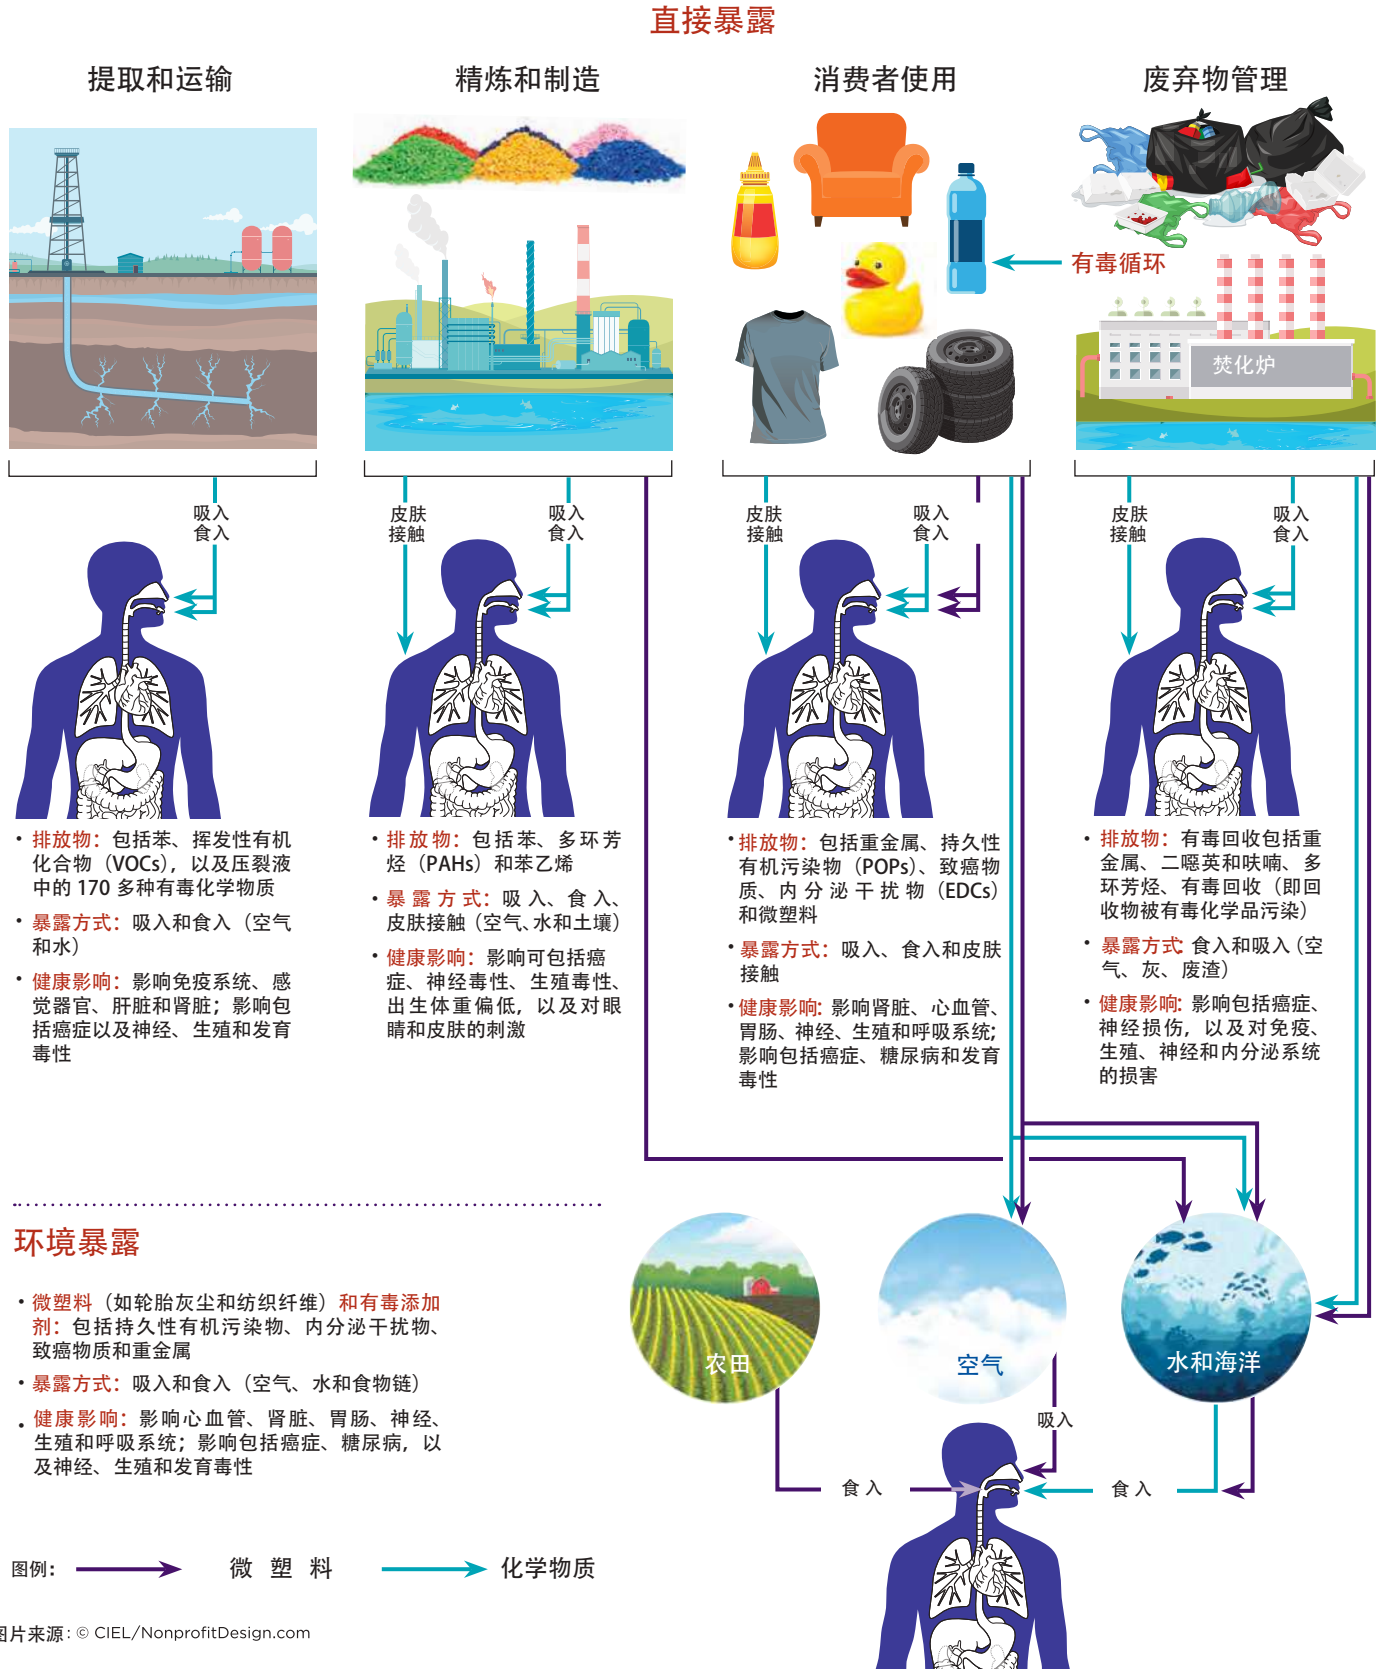 直接暴露
提取和运输
精炼和制造
消费者使用
废弃物管理
有毒循环
焚化炉
吸入
食入
皮肤
接触
吸入
食入
皮肤
接触
吸入
食入
皮肤
接触
吸入
食入
• 排放物：包括苯、挥发性有机
化合物（VOCs），以及压裂液
中的 170 多种有毒化学物质
• 暴露方式：吸入和食入（空气
和水）
• 健康影响：影响免疫系统、感
觉器官、肝脏和肾脏；影响包
括癌症以及神经、生殖和发育
毒性
• 排放物：包括苯、多环芳
烃（PAHs）和苯乙烯
• 暴露方式：吸入、食入、
皮肤接触（空气、水和土壤）
• 健康影响：影响可包括癌
症、神经毒性、生殖毒性、
出生体重偏低，以及对眼
睛和皮肤的刺激
• 排放物：包括重金属、持久性
有机污染物（POPs）、致癌物
质、内分泌干扰物（EDCs）
和微塑料
• 暴露方式：吸入、食入和皮肤
接触
• 健康影响：影响肾脏、心血管、
胃肠、神经、生殖和呼吸系统；
影响包括癌症、糖尿病和发育
毒性
• 排放物：有毒回收包括重
金属、二噁英和呋喃、多
环芳烃、有毒回收（即回
收物被有毒化学品污染）
• 暴露方式：食入和吸入（空
气、灰、废渣）
• 健康影响：影响包括癌症、
神经损伤，以及对免疫、
生殖、神经和内分泌系统
的损害
环境暴露
• 微塑料（如轮胎灰尘和纺织纤维）和有毒添加
剂：包括持久性有机污染物、内分泌干扰物、
致癌物质和重金属
• 暴露方式：吸入和食入（空气、水和食物链）
• 健康影响：影响心血管、肾脏、胃肠、神经、
生殖和呼吸系统；影响包括癌症、糖尿病，以
及神经、生殖和发育毒性
农田
空气
水和海洋
吸入
食入
食入
图例：
微塑料
化学物质
图片来源：© CIEL/NonprofitDesign.com